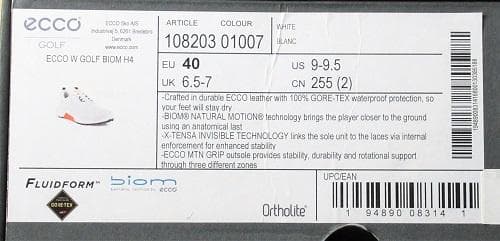 ecco
ECCO Sko A/S
Industrivej 5, 6261 Bredebro
Denmark
www.ecco.com
GOLF
ECCO W GOLF BIOM H4
ARTICLE COLOUR
108203 01007
WHITE
BLANC
EU 40 US 9-9.5
UK 6.5-7 CN 255 (2)
-Crafted in durable ECCO leather with 100% GORE-TEX waterproof protection, so
your feet will stay dry
-BIOM® NATURAL MOTION® technology brings the player closer to the
ground using an anatomical last
-X-TENSA INVISIBLE TECHNOLOGY links the sole unit to the laces via internal
enforcement for enhanced stability
-ECCO MTN GRIP outsole provides stability, durability and rotational support
through three different zones
FLUIDFORM™
biom
NATURAL MOTION BY ecco
GORE-TEX
Ortholite®
UPC/EAN
1 94890 08314 1